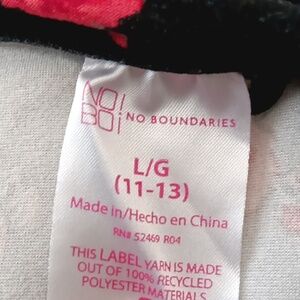 NO! NO BOUNDARIES
BOi
L/G
(11-13)
Made in/Hecho en China
RN# 52469 R04
THIS LABEL YARN IS MADE
OUT OF 100% RECYCLED
POLYESTER MATERIALS